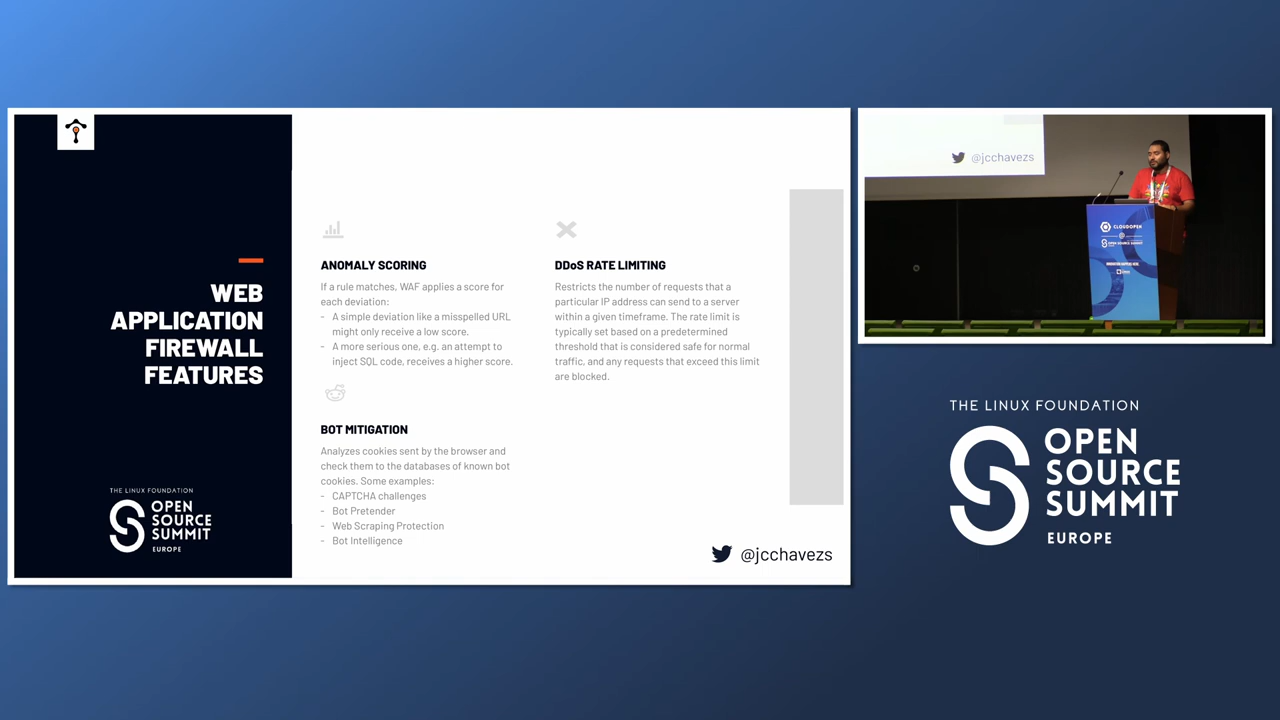 WEB
APPLICATION
FIREWALL
FEATURES
THE LINUX FOUNDATION
OPEN
SOURCE
SUMMIT
EUROPE
ANOMALY SCORING
If a rule matches, WAF applies a score for
each deviation:
- A simple deviation like a misspelled URL
might only receive a low score.
- A more serious one, e.g. an attempt to
inject SQL code, receives a higher score.
BOT MITIGATION
Analyzes cookies sent by the browser and
check them to the databases of known bot
cookies. Some examples:
- CAPTCHA challenges
- Bot Pretender
- Web Scraping Protection
- Bot Intelligence
DDoS RATE LIMITING
Restricts the number of requests that a
particular IP address can send to a server
within a given timeframe. The rate limit is
typically set based on a predetermined
threshold that is considered safe for normal
traffic, and any requests that exceed this limit
are blocked.
@jcchavezs
@jcchavezs
CLOUDOPEN
@
OPEN SOURCE SUMMIT
THE LINUX FOUNDATION
OPEN
SOURCE
SUMMIT
EUROPE